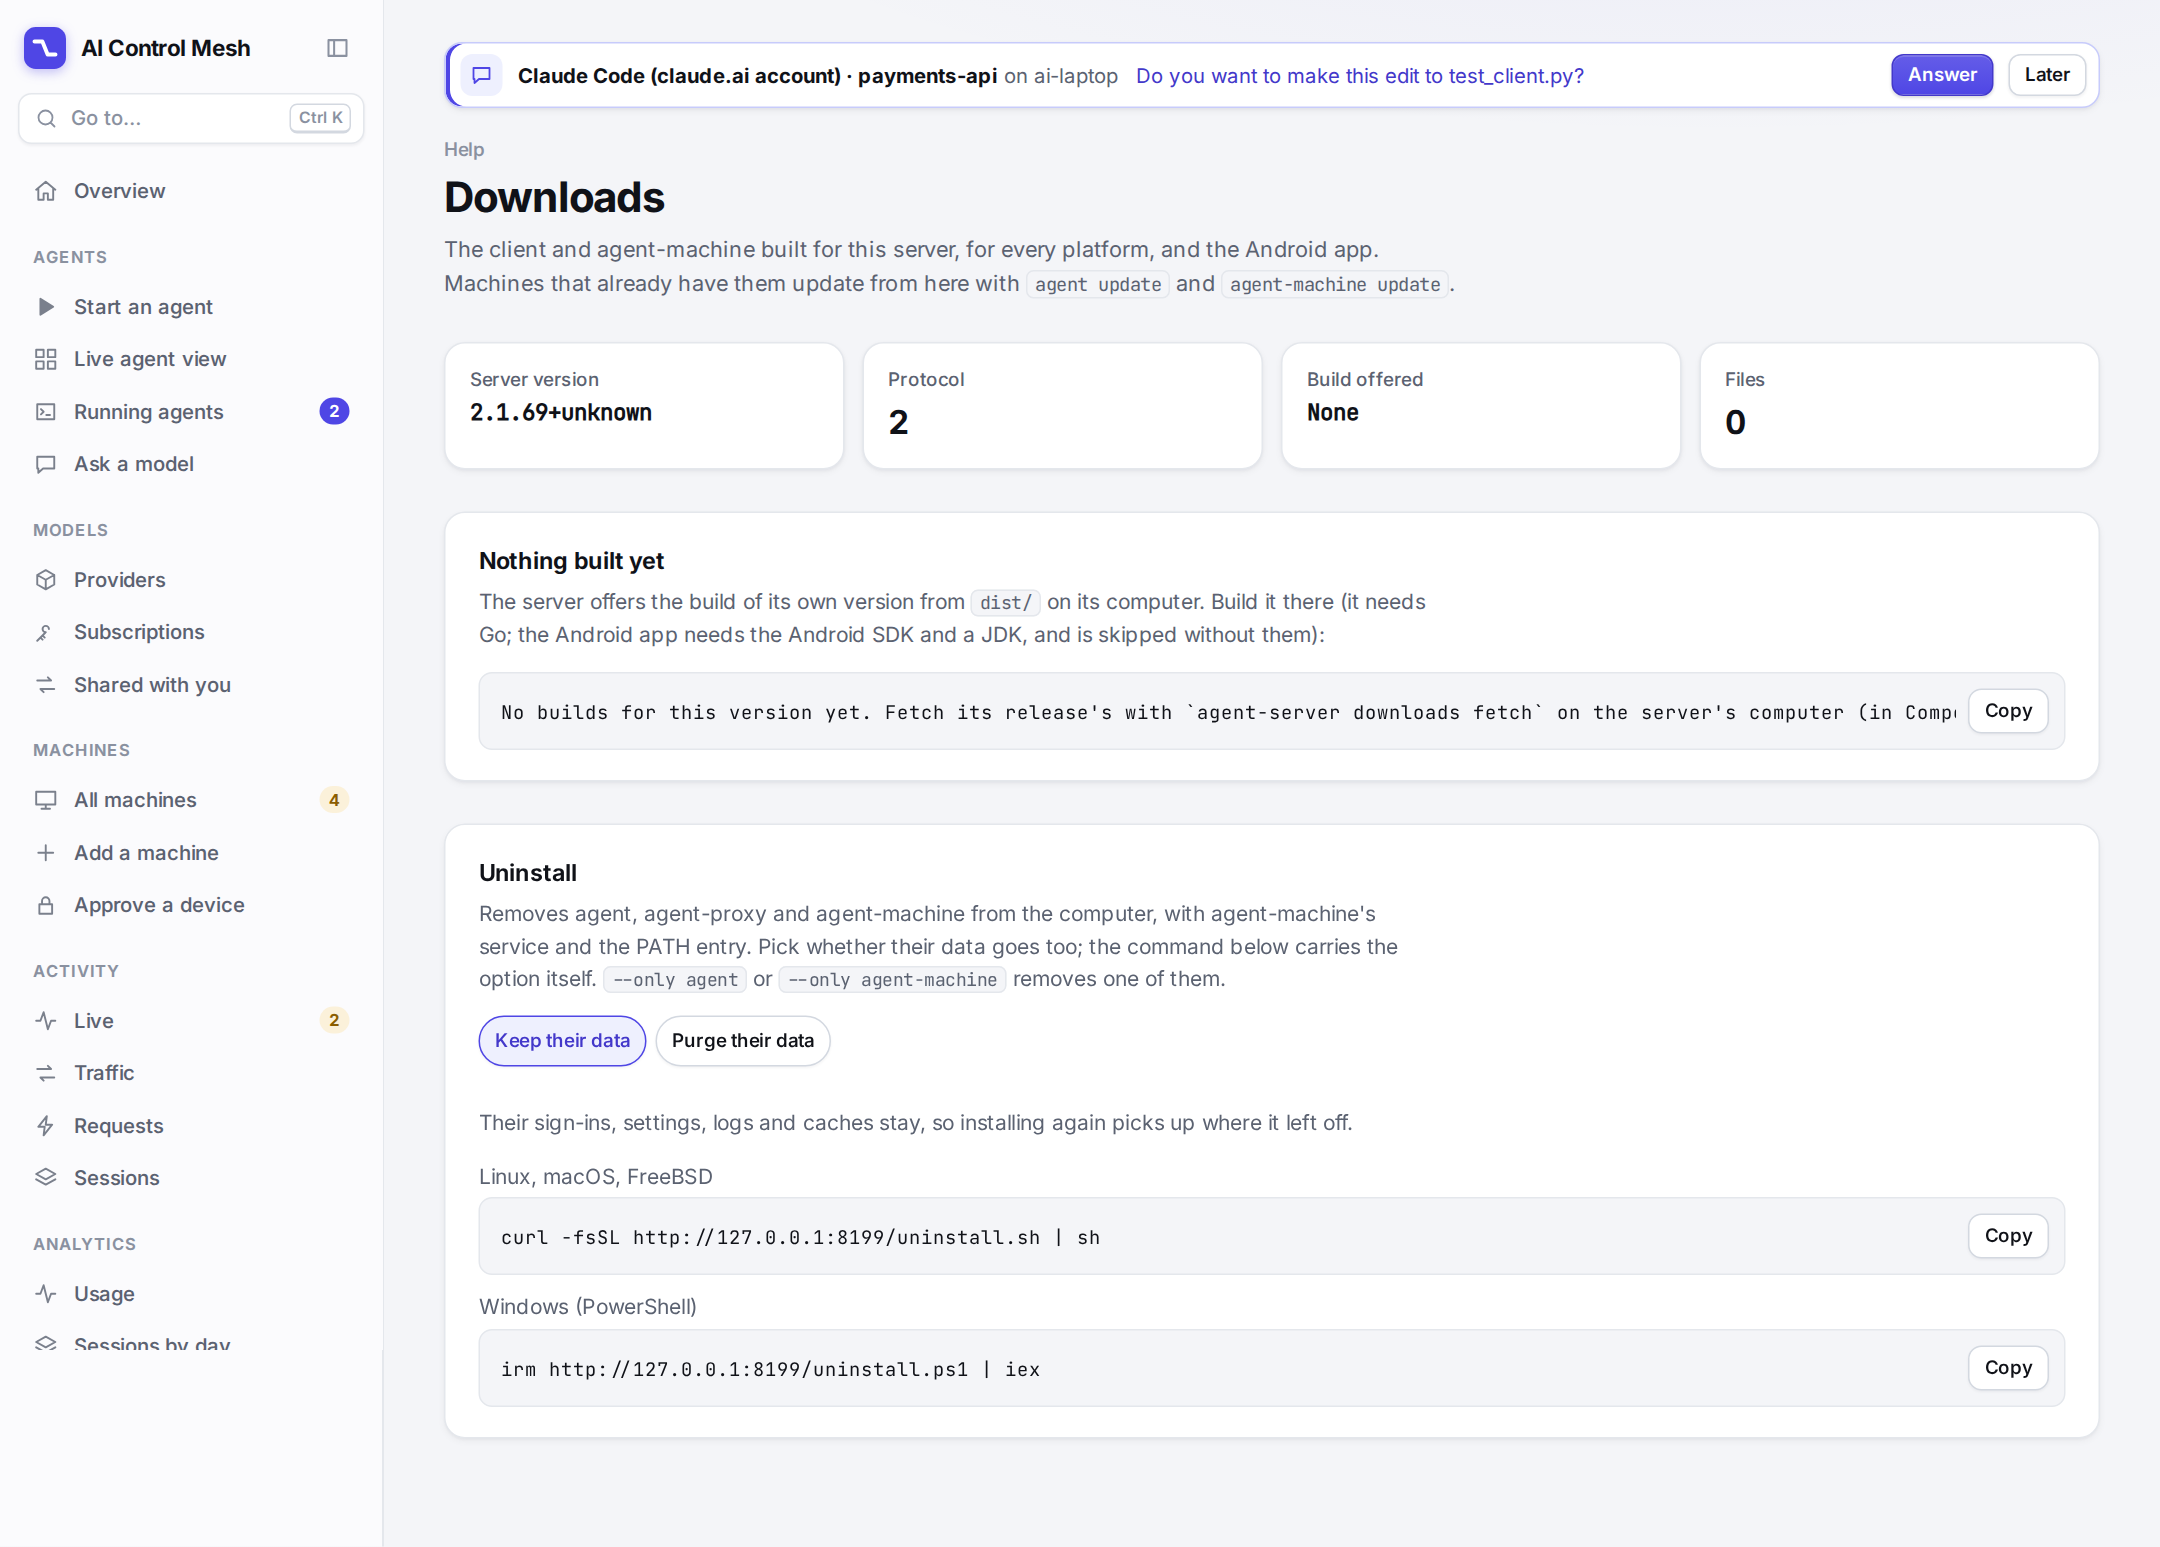 AI Control Mesh
Go to...
Ctrl K
Overview
AGENTS
Start an agent
Live agent view
Running agents 2
Ask a model
MODELS
Providers
Subscriptions
Shared with you
MACHINES
All machines 4
Add a machine
Approve a device
ACTIVITY
Live 2
Traffic
Requests
Sessions
ANALYTICS
Usage
Sessions by day
Claude Code (claude.ai account) · payments-api on ai-laptop Do you want to make this edit to test_client.py?
Answer
Later
Help
Downloads
The client and agent-machine built for this server, for every platform, and the Android app.
Machines that already have them update from here with agent update and agent-machine update.
Server version
2.1.69+unknown
Protocol
2
Build offered
None
Files
0
Nothing built yet
The server offers the build of its own version from dist/ on its computer. Build it there (it needs
Go; the Android app needs the Android SDK and a JDK, and is skipped without them):
No builds for this version yet. Fetch its release's with `agent-server downloads fetch` on the server's computer (in Comp
Copy
Uninstall
Removes agent, agent-proxy and agent-machine from the computer, with agent-machine's
service and the PATH entry. Pick whether their data goes too; the command below carries the
option itself. --only agent or --only agent-machine removes one of them.
Keep their data
Purge their data
Their sign-ins, settings, logs and caches stay, so installing again picks up where it left off.
Linux, macOS, FreeBSD
curl -fsSL http://127.0.0.1:8199/uninstall.sh | sh
Copy
Windows (PowerShell)
irm http://127.0.0.1:8199/uninstall.ps1 | iex
Copy